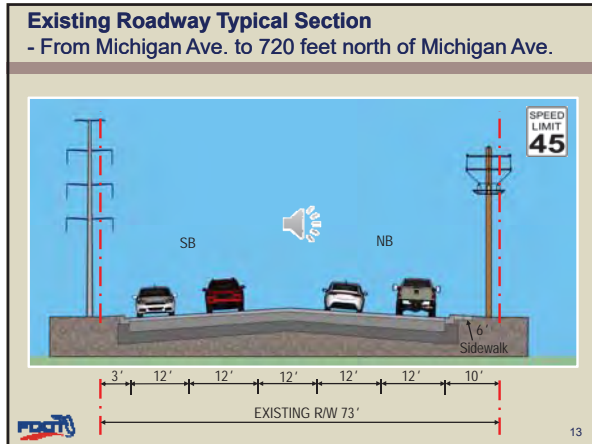 Existing Roadway Typical Section
- From Michigan Ave. to 720 feet north of Michigan Ave.
SPEED
LIMIT
45
SB
NB
6'
Sidewalk
3' 12' 12' 12' 12' 12' 10'
EXISTING R/W 73'
FDOT
13